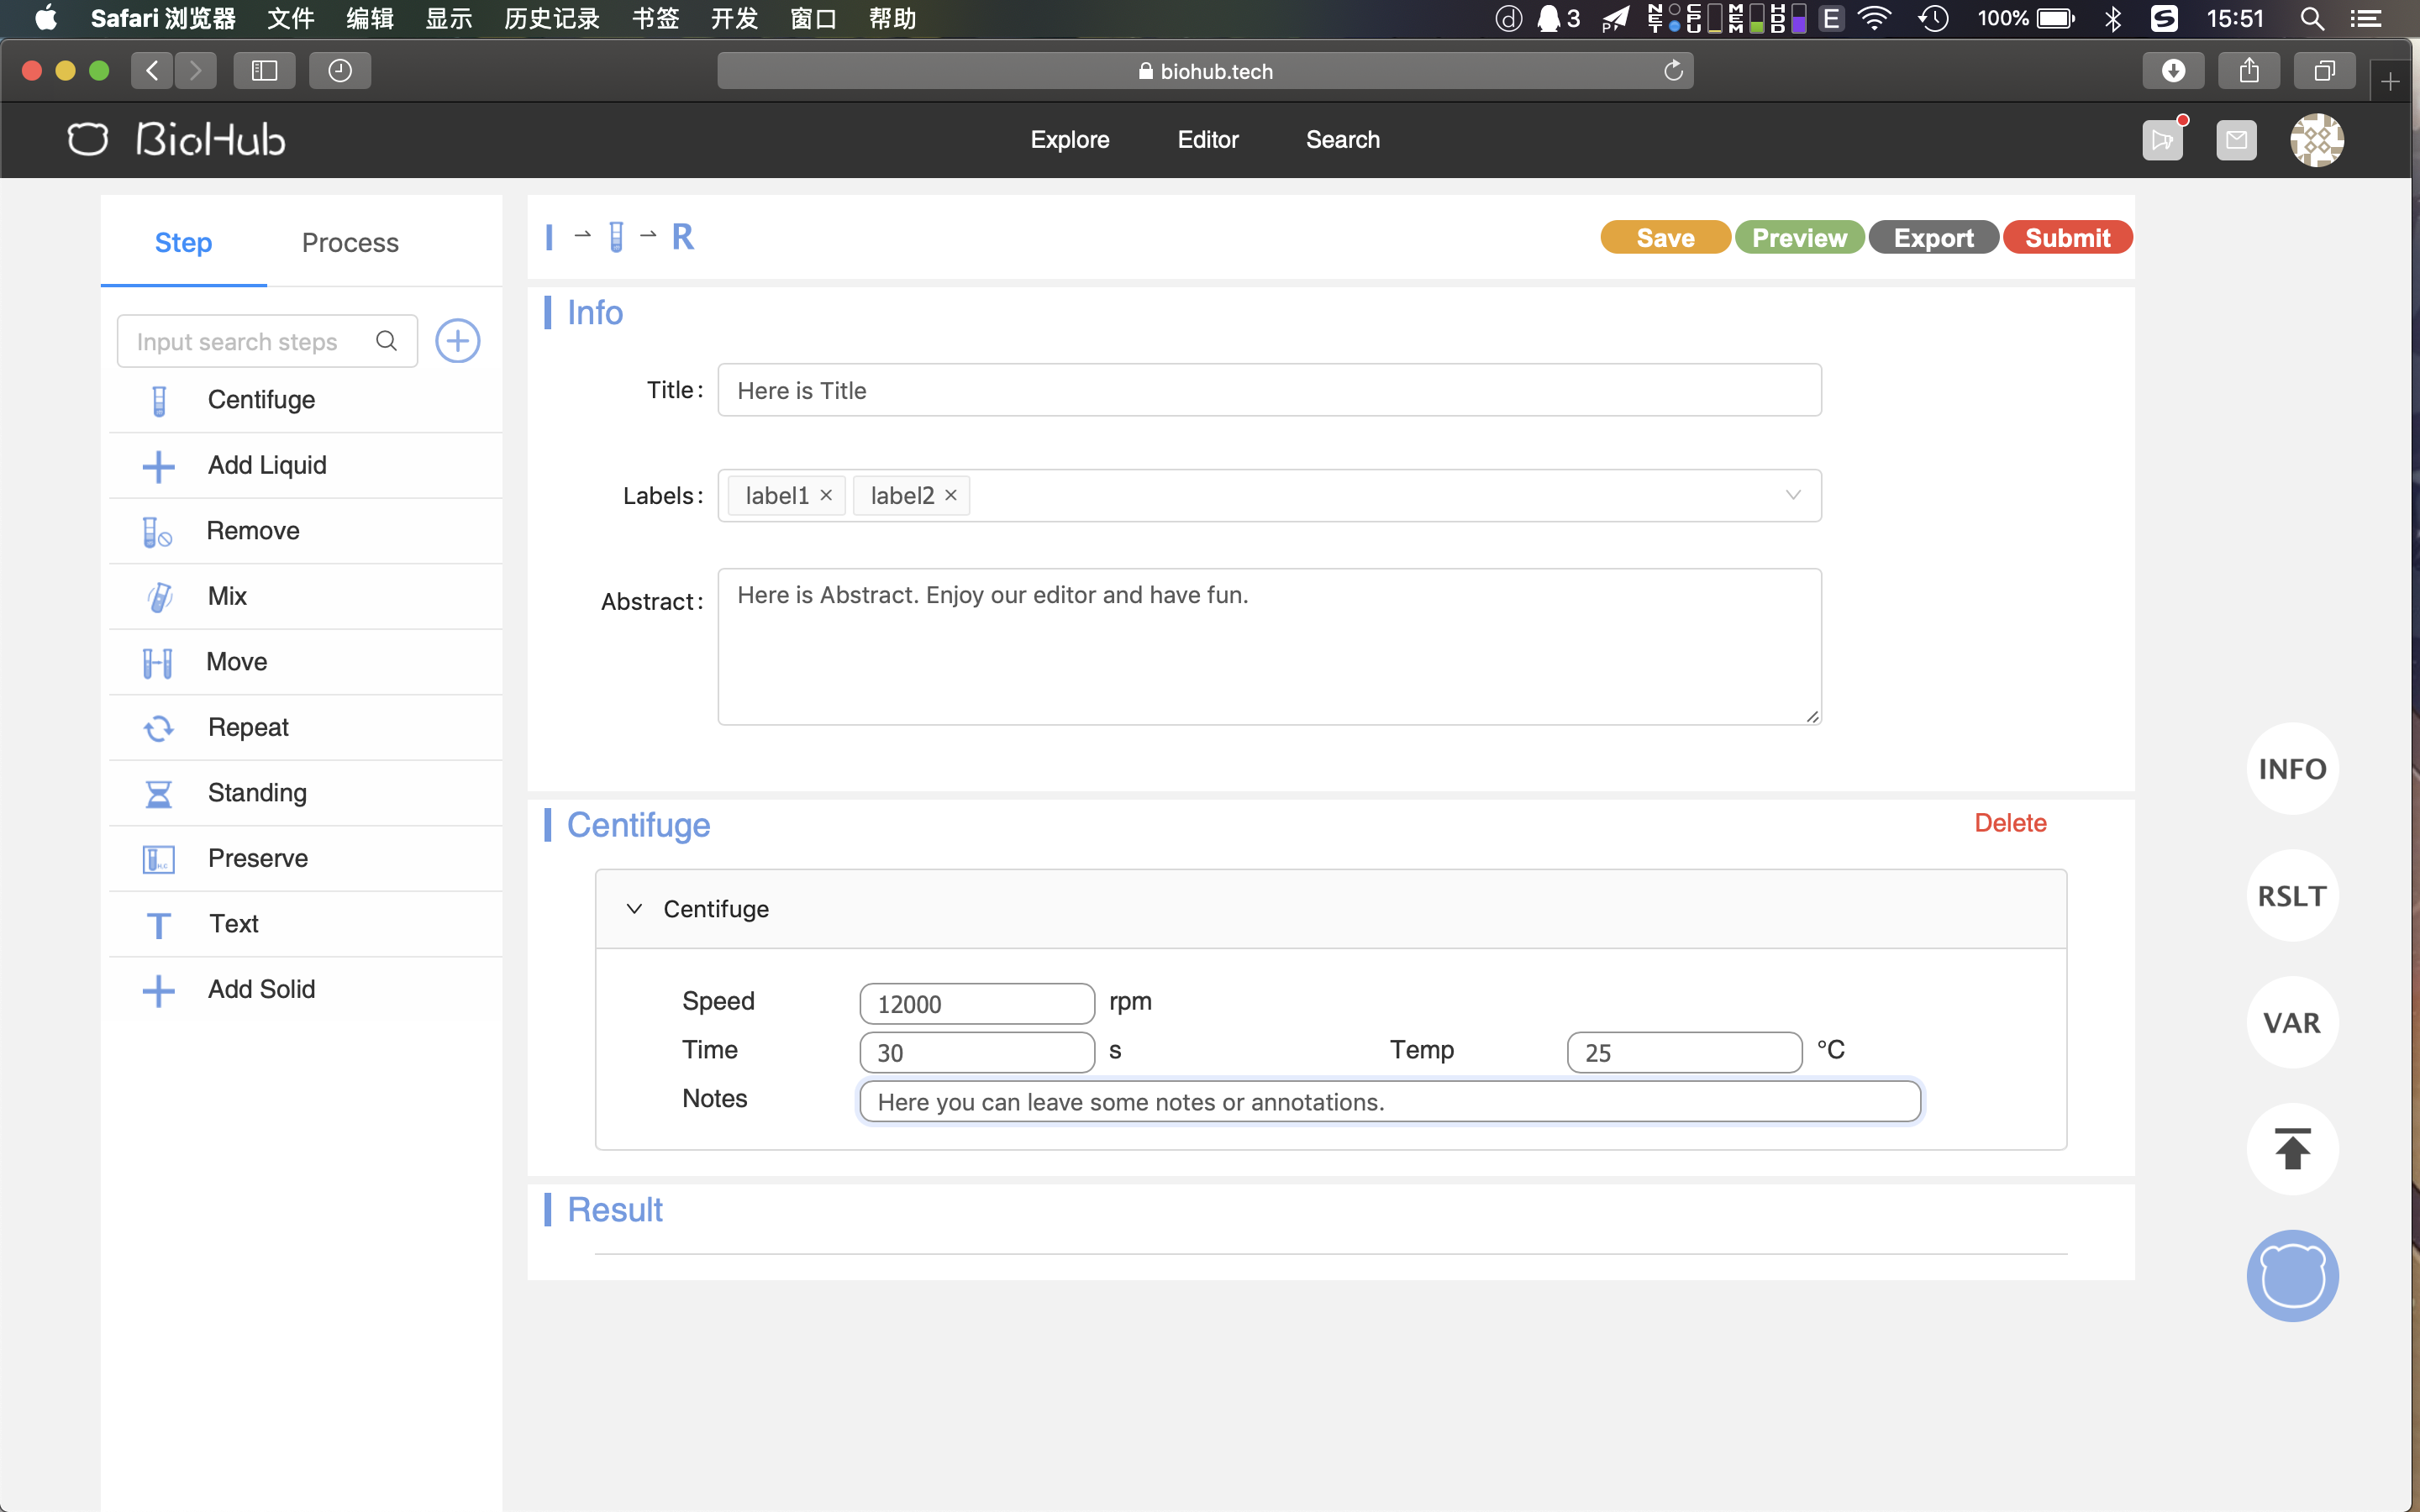 Safari 浏览器 文件 编辑 显示 历史记录 书签 开发 窗口 帮助 3 NET CPU MEM HDD E 100% 15:51
biohub.tech
BioHub Explore Editor Search
Step Process
Input search steps
Centifuge
Add Liquid
Remove
Mix
Move
Repeat
Standing
Preserve
Text
Add Solid
I → → R Save Preview Export Submit
Info
Title: Here is Title
Labels: label1 × label2 ×
Abstract: Here is Abstract. Enjoy our editor and have fun.
Centifuge Delete
Centifuge
Speed 12000 rpm
Time 30 s Temp 25 °C
Notes Here you can leave some notes or annotations.
Result
INFO
RSLT
VAR